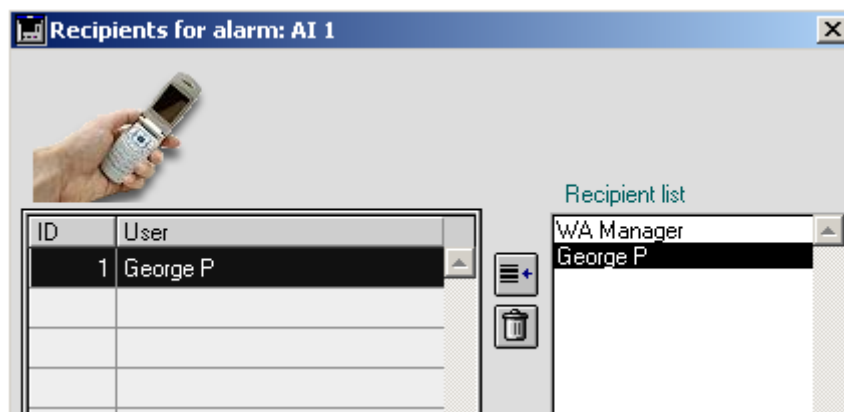 Recipients for alarm: AI 1
Recipient list
ID User
1 George P
WA Manager
George P